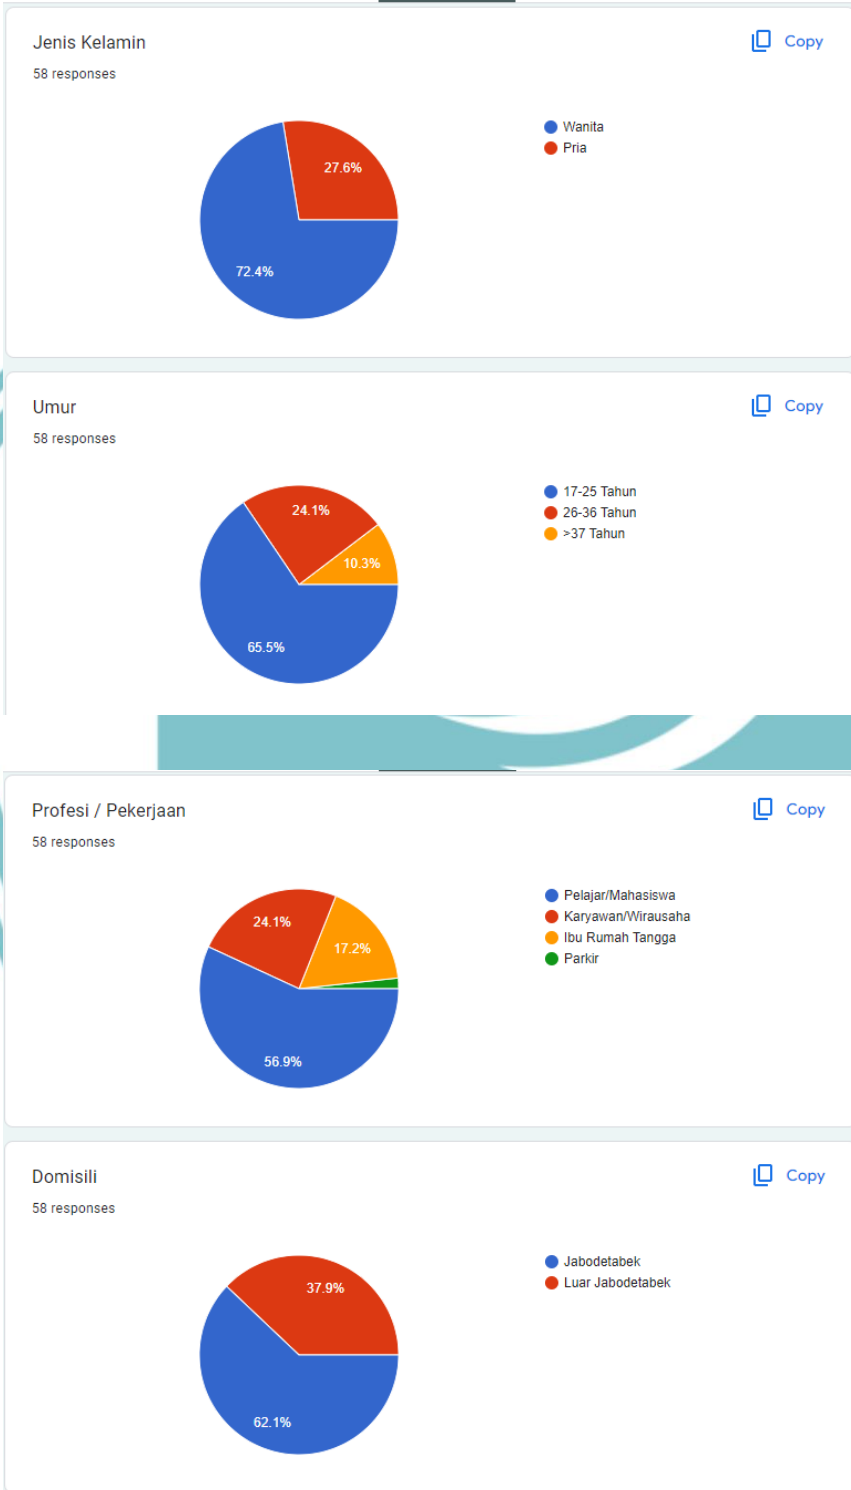 Jenis Kelamin
Copy
58 responses
Wanita
Pria
27.6%
72.4%
Umur
Copy
58 responses
17-25 Tahun
26-36 Tahun
>37 Tahun
24.1%
10.3%
65.5%
Profesi / Pekerjaan
Copy
58 responses
Pelajar/Mahasiswa
Karyawan/Wirausaha
Ibu Rumah Tangga
Parkir
24.1%
17.2%
56.9%
Domisili
Copy
58 responses
Jabodetabek
Luar Jabodetabek
37.9%
62.1%